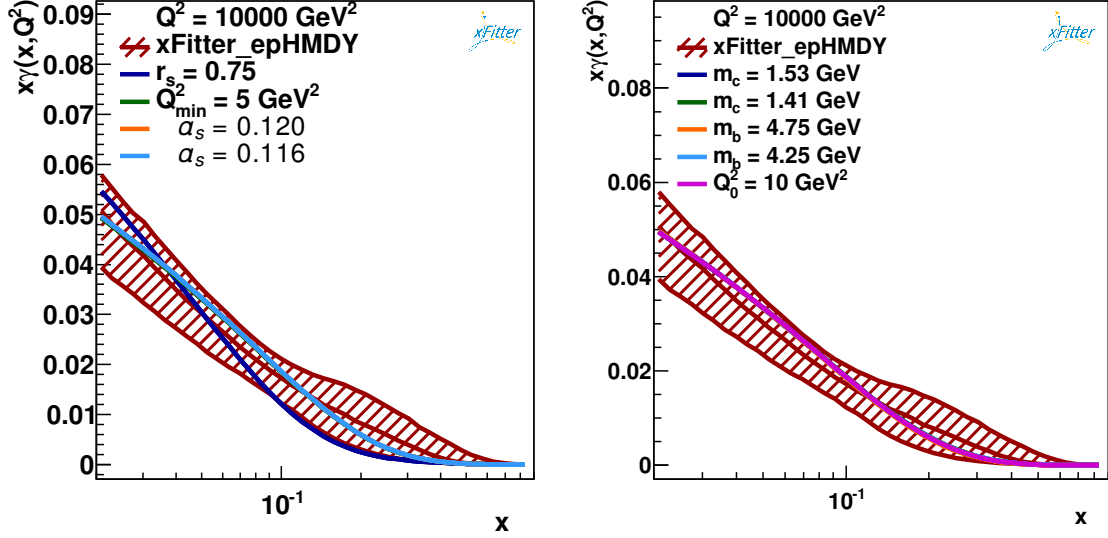 Q² = 10000 GeV²
xFitter_epHMDY
r_s = 0.75
Q²_min = 5 GeV²
α_s = 0.120
α_s = 0.116
xFitter
xγ(x,Q²)
0.09
0.08
0.07
0.06
0.05
0.04
0.03
0.02
0.01
0
10⁻¹
x
Q² = 10000 GeV²
xFitter_epHMDY
m_c = 1.53 GeV
m_c = 1.41 GeV
m_b = 4.75 GeV
m_b = 4.25 GeV
Q²_0 = 10 GeV²
xFitter
xγ(x,Q²)
0.08
0.06
0.04
0.02
0
10⁻¹
x